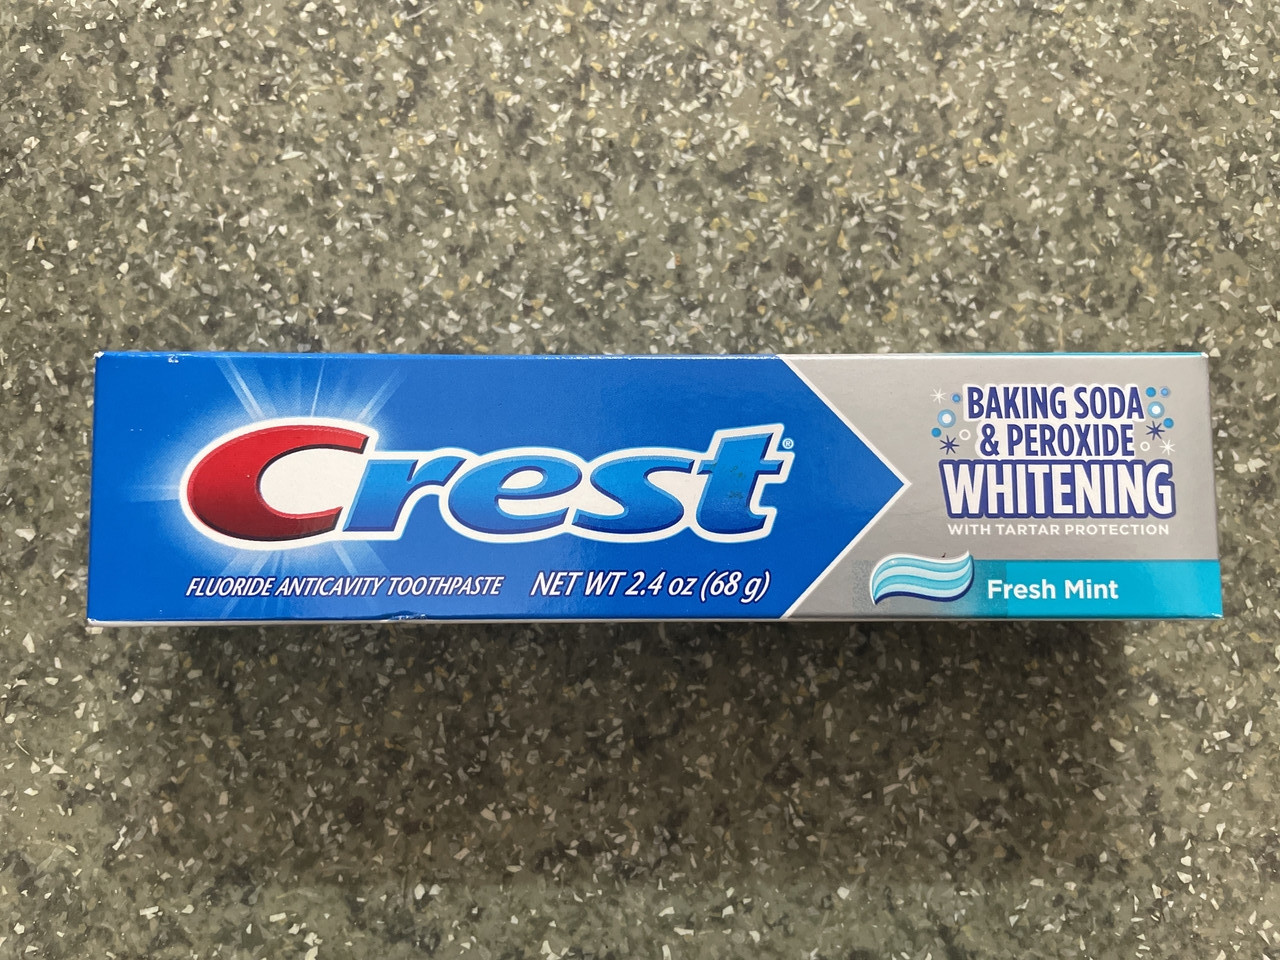 Crest®
FLUORIDE ANTICAVITY TOOTHPASTE NET WT 2.4 oz (68 g)
BAKING SODA
& PEROXIDE
WHITENING
WITH TARTAR PROTECTION
Fresh Mint